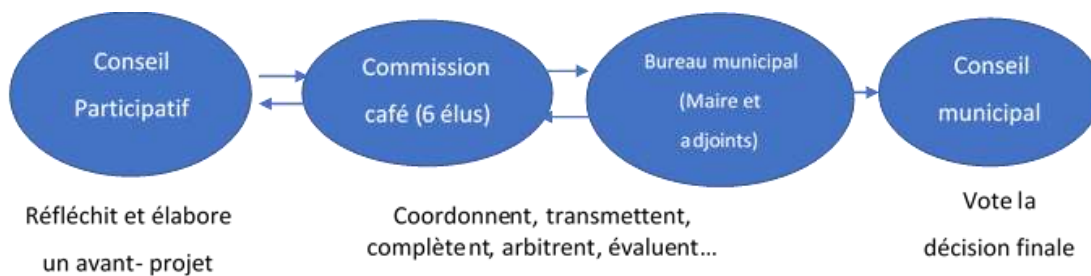 Conseil
Participatif
Commission
café (6 élus)
Bureau municipal
(Maire et
adjoints)
Conseil
municipal
Réfléchit et élabore
un avant- projet
Coordonnent, transmettent,
complètent, arbitrent, évaluent…
Vote la
décision finale